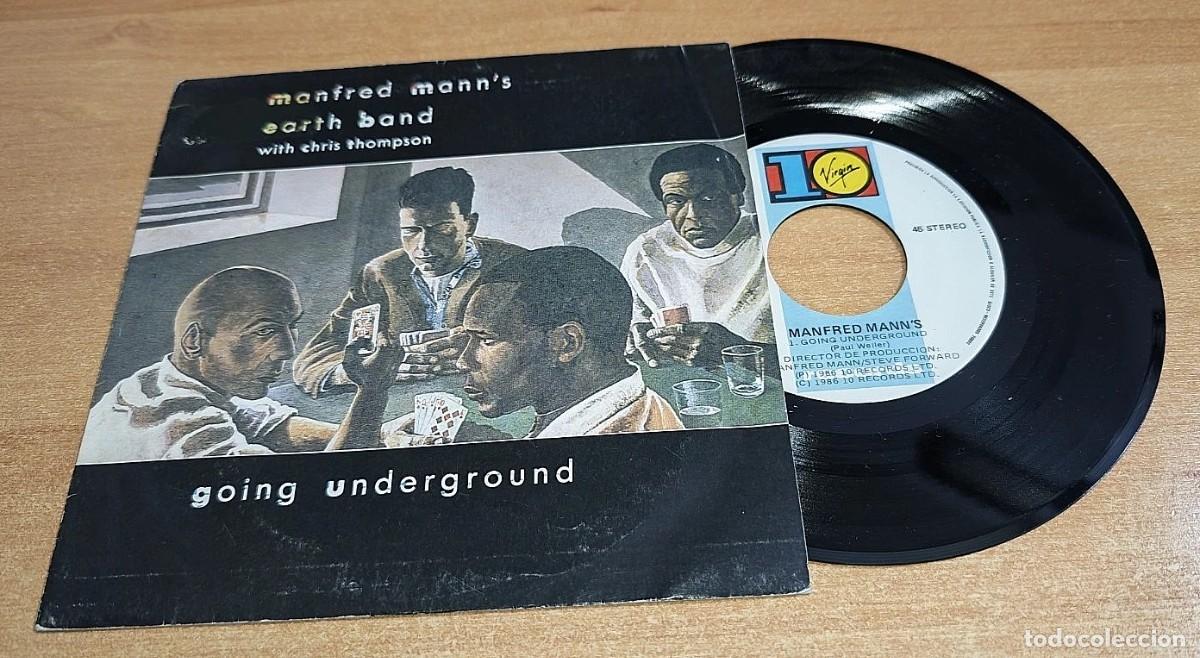 manfred mann's
earth band
with chris thompson
going underground
10
Virgin
45 STEREO
MANFRED MANN'S
1. GOING UNDERGROUND
(Paul Weller)
DIRECTOR DE PRODUCCION:
ANFRED MANN/STEVE FORWARD
(P) 1986 10 RECORDS LTD.
(C) 1986 10 RECORDS LTD.
todocoleccion